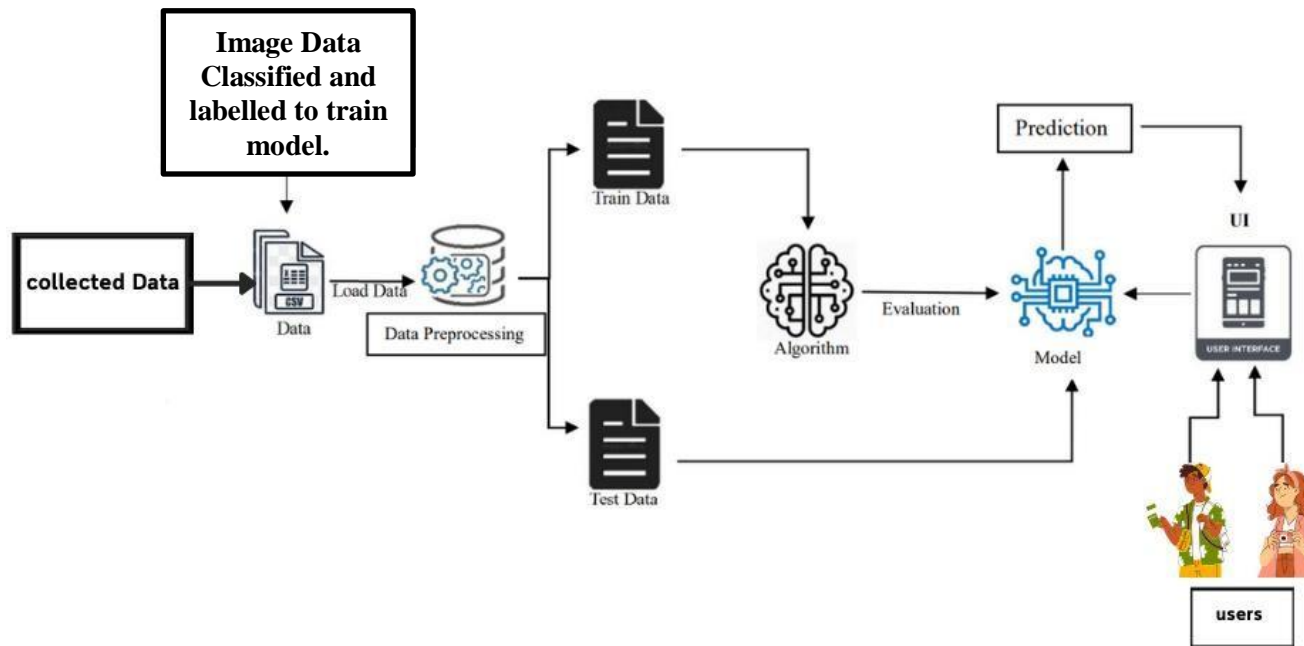 Image Data
Classified and
labelled to train
model.
collected Data
CSV
Data
Load Data
Data Preprocessing
Train Data
Test Data
Algorithm
Evaluation
Prediction
Model
UI
USER INTERFACE
users